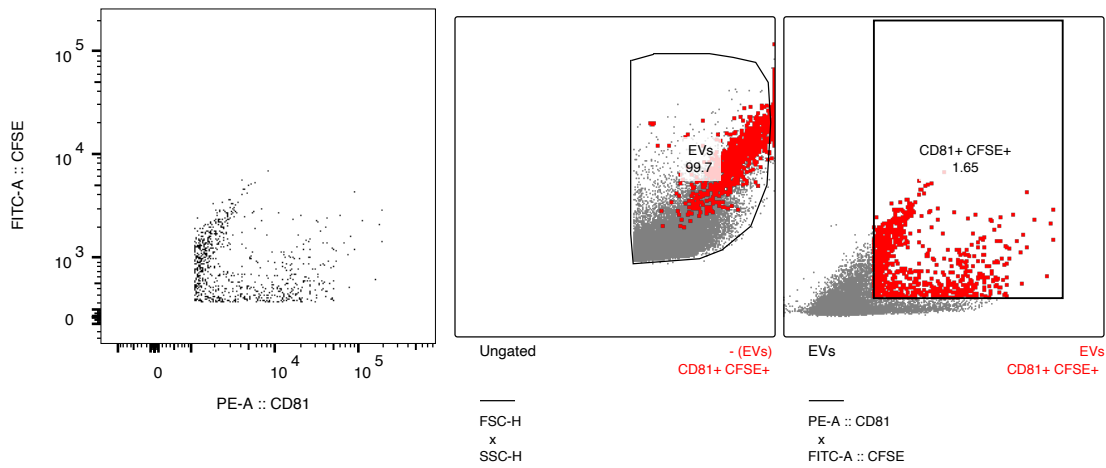 10^5
10^4
10^3
0
FITC-A :: CFSE
0
10^4
10^5
PE-A :: CD81
EVs
99.7
Ungated
- (EVs)
CD81+ CFSE+
FSC-H
x
SSC-H
CD81+ CFSE+
1.65
EVs
EVs
CD81+ CFSE+
PE-A :: CD81
x
FITC-A :: CFSE